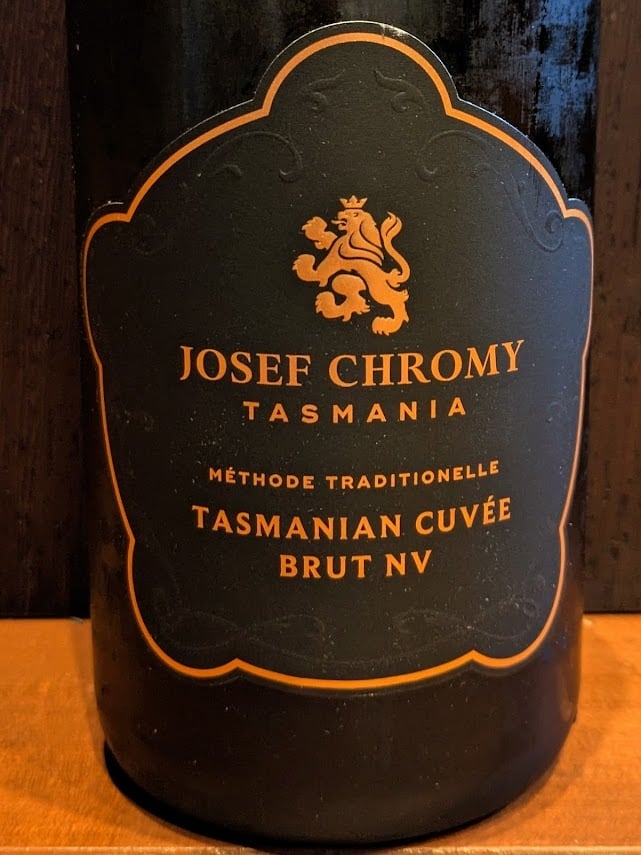 JOSEF CHROMY
TASMANIA
MÉTHODE TRADITIONELLE
TASMANIAN CUVÉE
BRUT NV